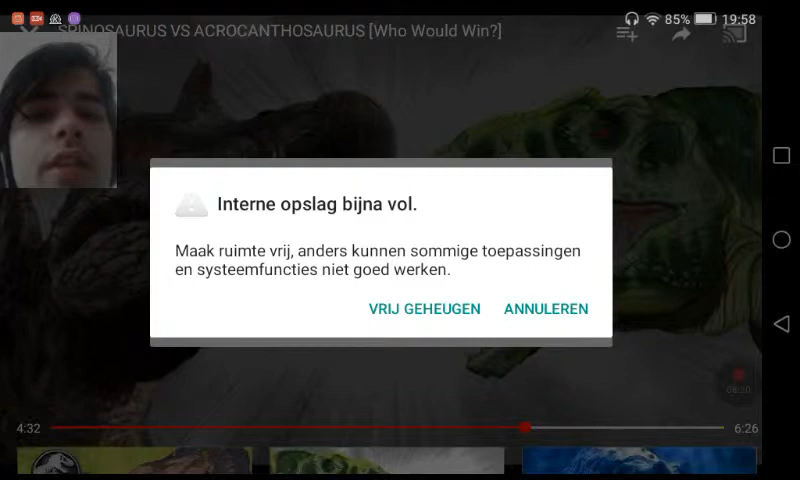 85% 19:58
SPINOSAURUS VS ACROCANTHOSAURUS [Who Would Win?]
Interne opslag bijna vol.
Maak ruimte vrij, anders kunnen sommige toepassingen
en systeemfuncties niet goed werken.
VRIJ GEHEUGEN ANNULEREN
4:32 6:26